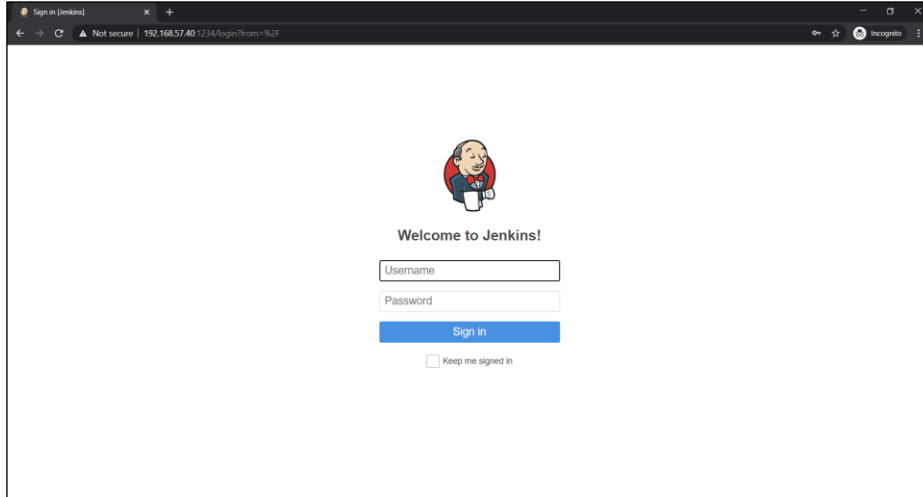 Sign in [Jenkins]
Not secure | 192.168.57.40:1234/login?from=%2F
Incognito
Welcome to Jenkins!
Username
Password
Sign in
Keep me signed in